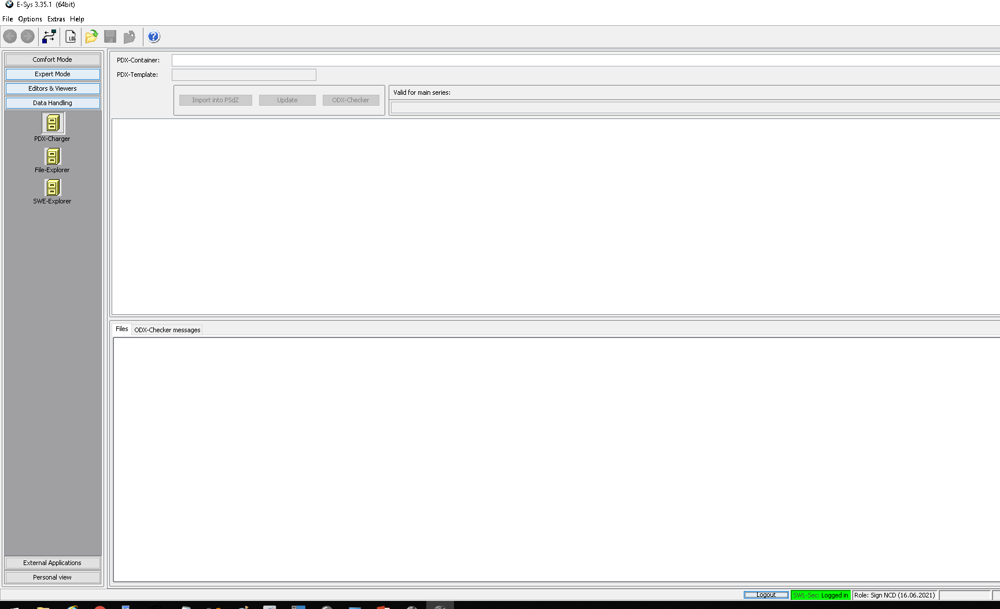 E-Sys 3.35.1 (64bit)
File Options Extras Help
LOG
Comfort Mode
Expert Mode
Editors & Viewers
Data Handling
PDX-Charger
File-Explorer
SWE-Explorer
External Applications
Personal view
PDX-Container:
PDX-Template:
Import into PSdZ Update ODX-Checker
Valid for main series:
Files ODX-Checker messages
Logout SWL-Sec: Logged in Role: Sign NCD (16.06.2021)